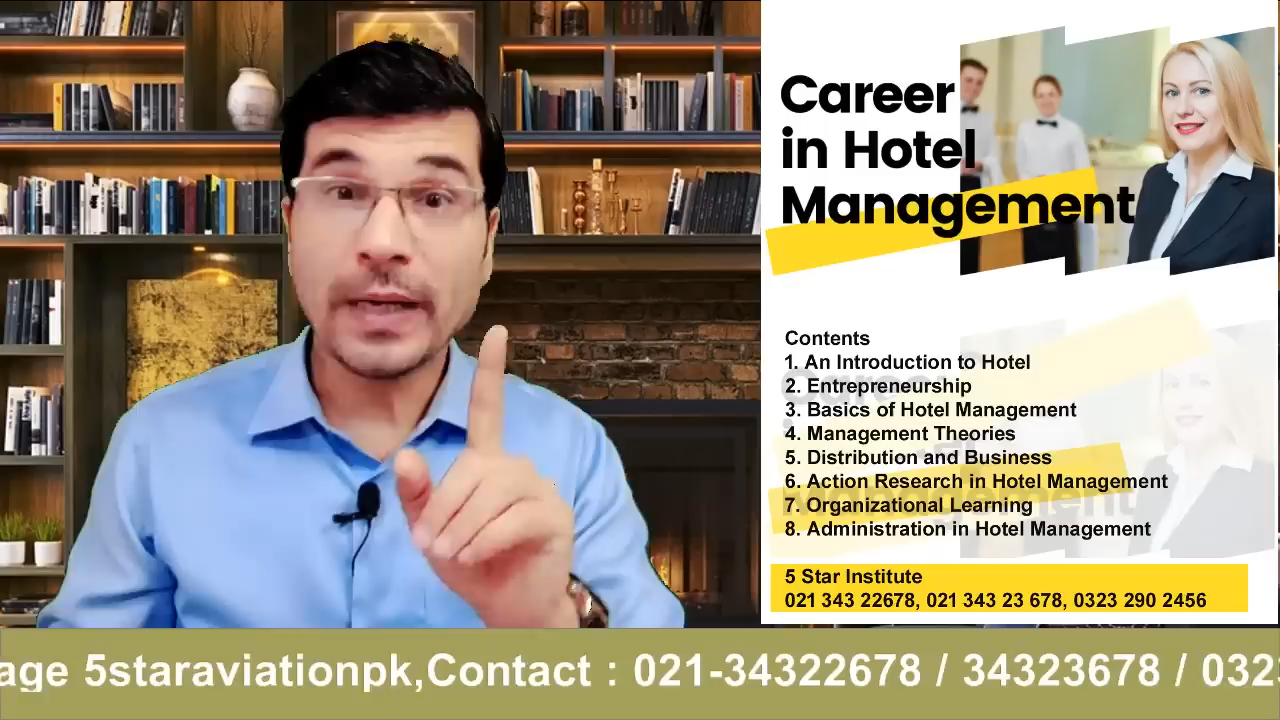 Career
in Hotel
Management
Contents
1. An Introduction to Hotel
2. Entrepreneurship
3. Basics of Hotel Management
4. Management Theories
5. Distribution and Business
6. Action Research in Hotel Management
7. Organizational Learning
8. Administration in Hotel Management
5 Star Institute
021 343 22678, 021 343 23 678, 0323 290 2456
age 5staraviationpk,Contact : 021-34322678 / 34323678 / 032